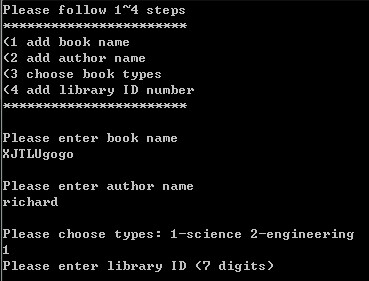 Please follow 1~4 steps
***********************
(1 add book name
(2 add author name
(3 choose book types
(4 add library ID number
***********************
Please enter book name
XJTLUgogo
Please enter author name
richard
Please choose types: 1-science 2-engineering
1
Please enter library ID (7 digits)